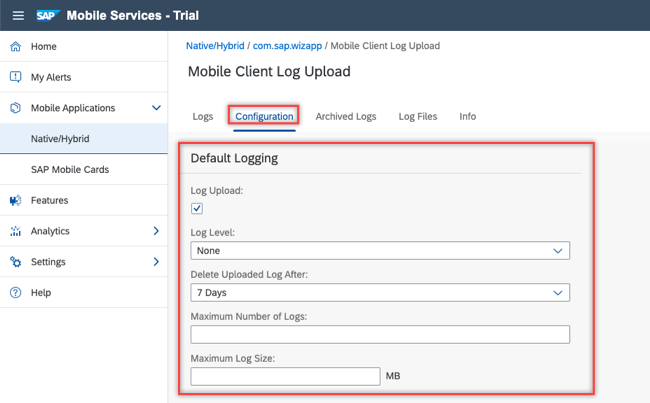 SAP Mobile Services - Trial
Home
My Alerts
Mobile Applications
Native/Hybrid
SAP Mobile Cards
Features
Analytics
Settings
Help
Native/Hybrid / com.sap.wizapp / Mobile Client Log Upload
Mobile Client Log Upload
Logs Configuration Archived Logs Log Files Info
Default Logging
Log Upload:
Log Level:
None
Delete Uploaded Log After:
7 Days
Maximum Number of Logs:
Maximum Log Size:
MB